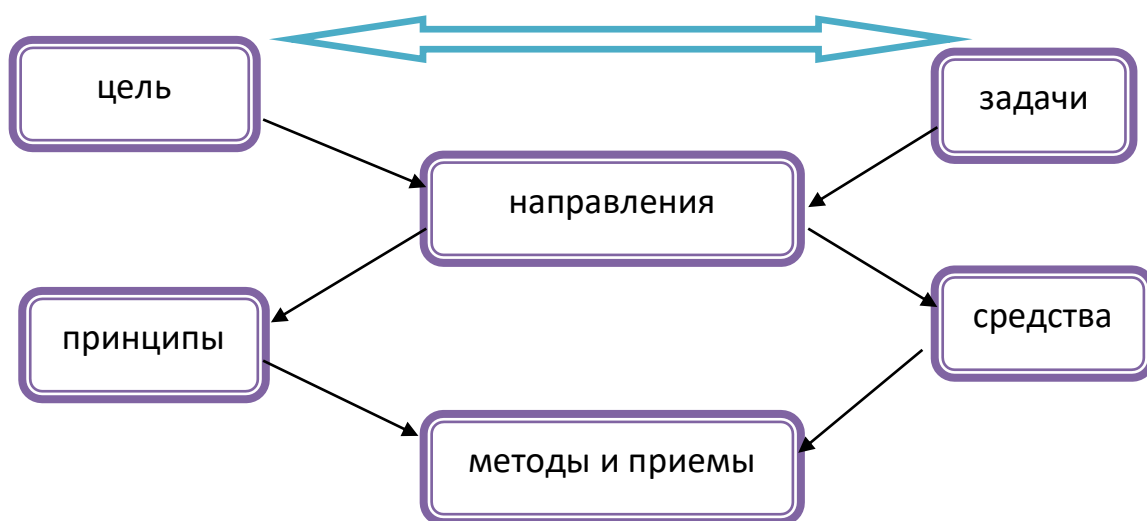 цель
задачи
направления
принципы
средства
методы и приемы